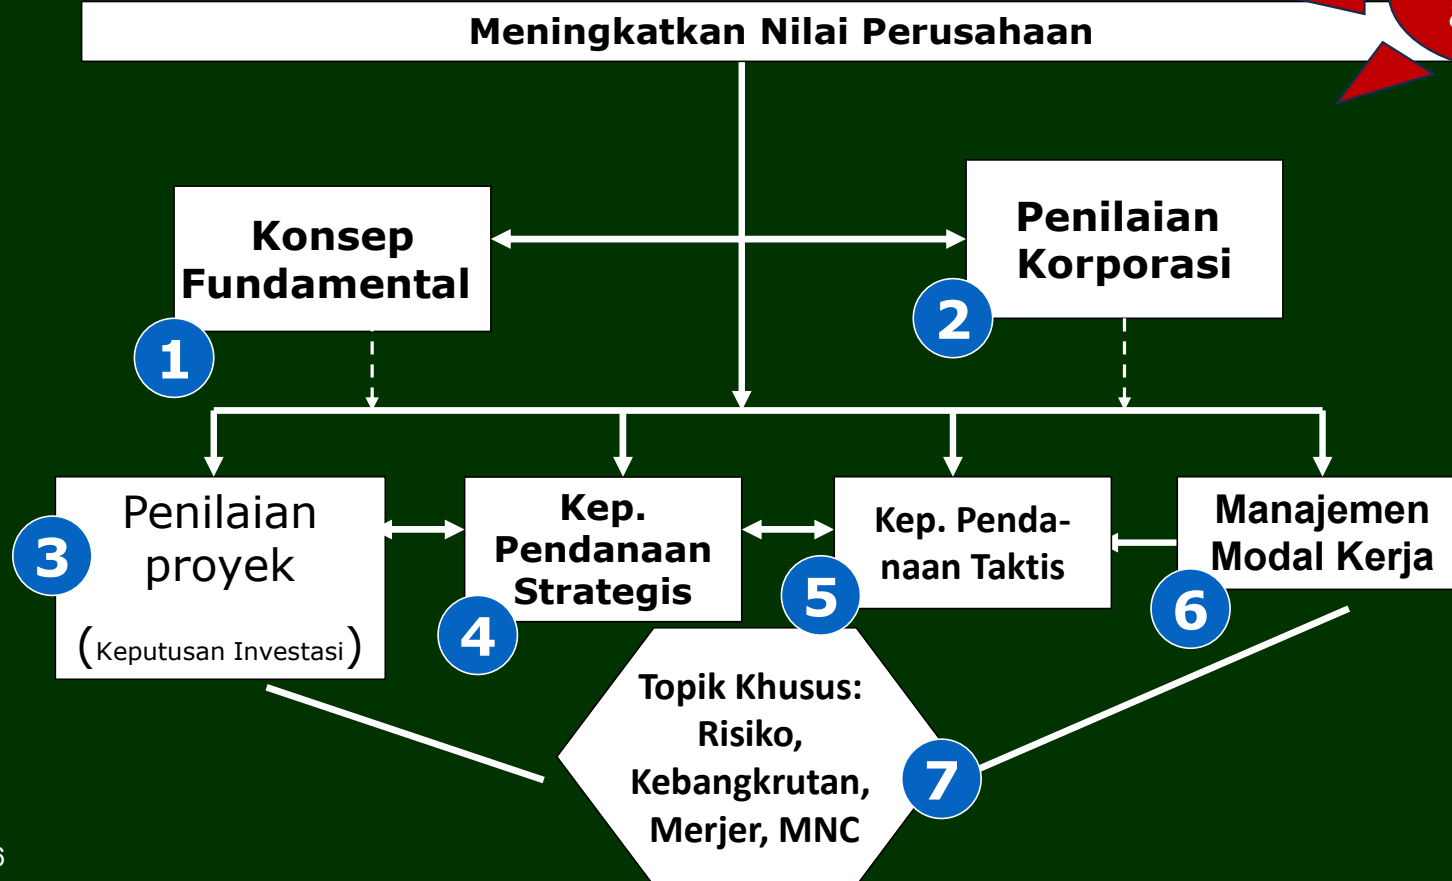 Meningkatkan Nilai Perusahaan
Konsep
Fundamental
1
Penilaian
Korporasi
2
Penilaian
proyek
(Keputusan Investasi)
3
Kep.
Pendanaan
Strategis
4
Kep. Penda-
naan Taktis
5
Manajemen
Modal Kerja
6
Topik Khusus:
Risiko,
Kebangkrutan,
Merjer, MNC
7